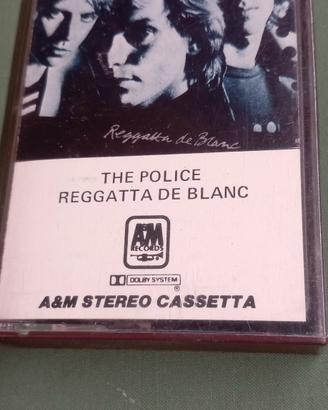 Reggatta de Blanc
THE POLICE
REGGATTA DE BLANC
A&M
RECORDS
DOLBY SYSTEM
®
A&M STEREO CASSETTA